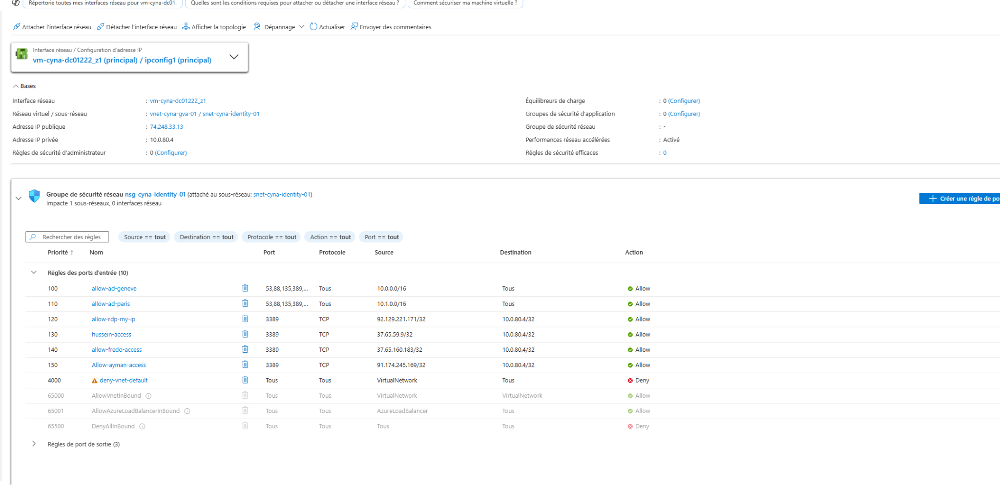 Répertorie toutes mes interfaces réseau pour vm-cyna-dc01. Quelles sont les conditions requises pour attacher ou détacher une interface réseau ? Comment sécuriser ma machine virtuelle ?
Attacher l'interface réseau Détacher l'interface réseau Afficher la topologie Dépannage Actualiser Envoyer des commentaires
Interface réseau / Configuration d'adresse IP
vm-cyna-dc01222_z1 (principal) / ipconfig1 (principal)
Bases
Interface réseau : vm-cyna-dc01222_z1 Équilibreurs de charge : 0 (Configurer)
Réseau virtuel / sous-réseau : vnet-cyna-gva-01 / snet-cyna-identity-01 Groupes de sécurité d'application : 0 (Configurer)
Adresse IP publique : 74.248.33.13 Groupe de sécurité réseau : -
Adresse IP privée : 10.0.80.4 Performances réseau accélérées : Activé
Règles de sécurité d'administrateur : 0 (Configurer) Règles de sécurité efficaces : 0
Groupe de sécurité réseau nsg-cyna-identity-01 (attaché au sous-réseau: snet-cyna-identity-01)
Impacte 1 sous-réseaux, 0 interfaces réseau
Créer une règle de po
Rechercher des règles Source == tout Destination == tout Protocole == tout Action == tout Port == tout
Priorité ↑ Nom Port Protocole Source Destination Action
Règles des ports d'entrée (10)
100 allow-ad-geneve 53,88,135,389,... Tous 10.0.0.0/16 Tous Allow
110 allow-ad-paris 53,88,135,389,... Tous 10.1.0.0/16 Tous Allow
120 allow-rdp-my-ip 3389 TCP 92.129.221.171/32 10.0.80.4/32 Allow
130 hussein-access 3389 TCP 37.65.59.9/32 10.0.80.4/32 Allow
140 allow-fredo-access 3389 TCP 37.65.160.183/32 10.0.80.4/32 Allow
150 Allow-ayman-access 3389 TCP 91.174.245.169/32 10.0.80.4/32 Allow
4000 deny-vnet-default Tous Tous VirtualNetwork Tous Deny
65000 AllowVnetInBound Tous Tous VirtualNetwork VirtualNetwork Allow
65001 AllowAzureLoadBalancerInBound Tous Tous AzureLoadBalancer Tous Allow
65500 DenyAllInBound Tous Tous Tous Tous Deny
Règles de port de sortie (3)